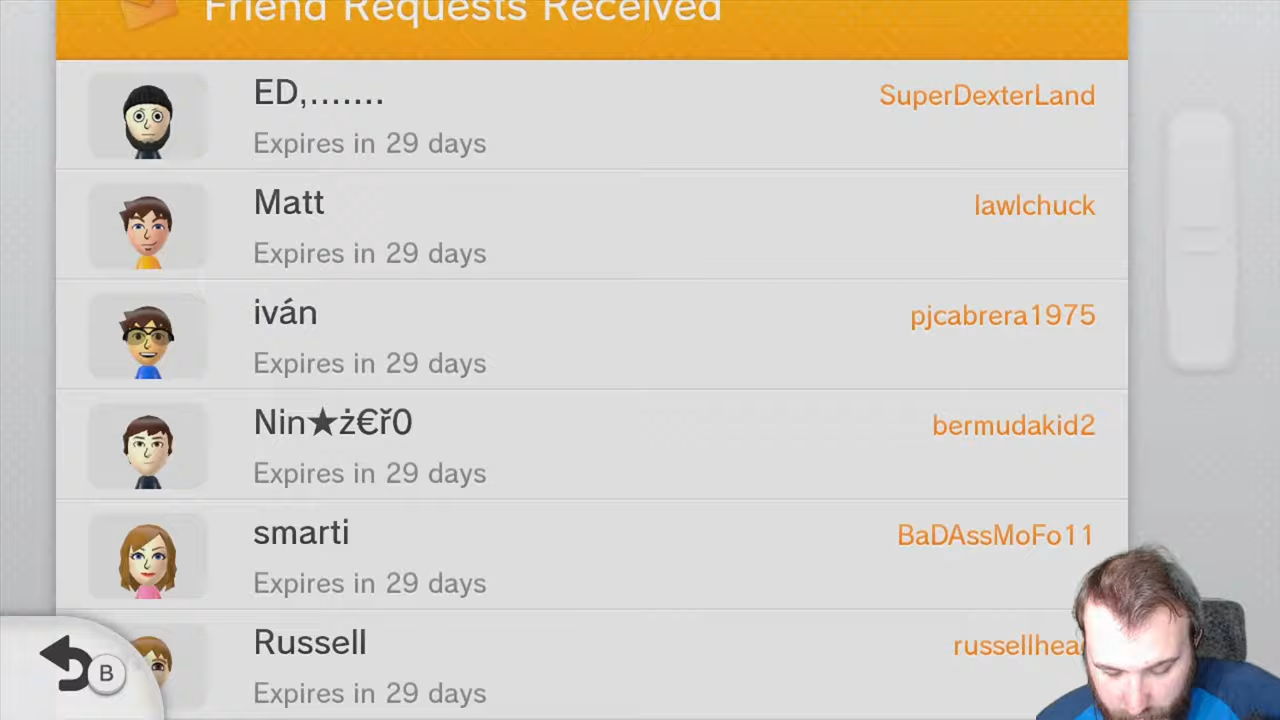 Friend Requests Received
ED,.......
SuperDexterLand
Expires in 29 days
Matt
lawlchuck
Expires in 29 days
iván
pjcabrera1975
Expires in 29 days
Nin★ż€ř0
bermudakid2
Expires in 29 days
smarti
BaDAssMoFo11
Expires in 29 days
Russell
Expires in 29 days
B